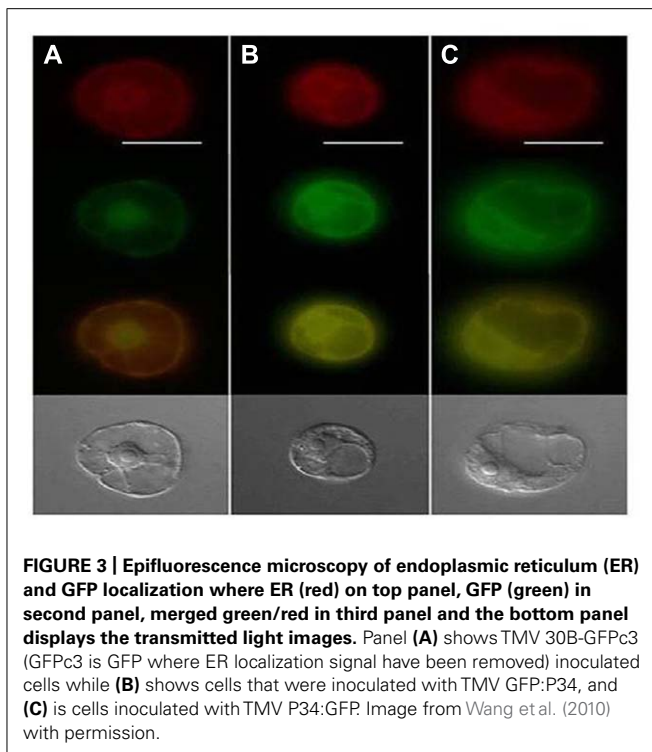 A B C
FIGURE 3 | Epifluorescence microscopy of endoplasmic reticulum (ER)
and GFP localization where ER (red) on top panel, GFP (green) in
second panel, merged green/red in third panel and the bottom panel
displays the transmitted light images. Panel (A) shows TMV 30B-GFPc3
(GFPc3 is GFP where ER localization signal have been removed) inoculated
cells while (B) shows cells that were inoculated with TMV GFP:P34, and
(C) is cells inoculated with TMV P34:GFP. Image from Wang et al. (2010)
with permission.